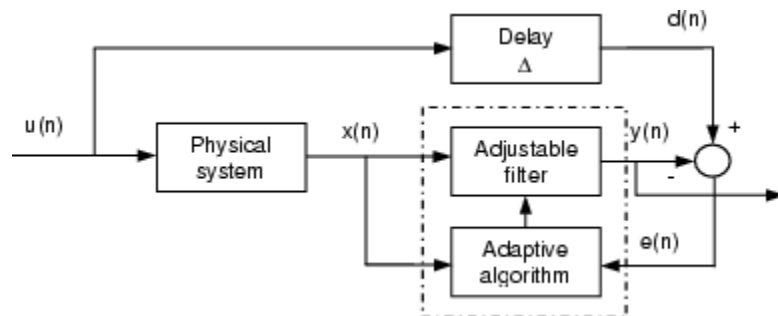 d(n)
Delay
Δ
u(n)
Physical
system
x(n)
Adjustable
filter
y(n)
+
-
Adaptive
algorithm
e(n)